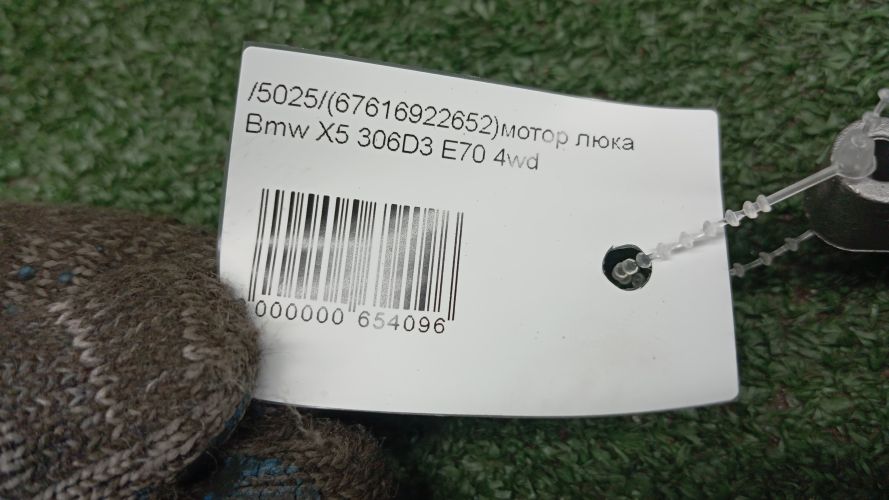 /5025/(67616922652)мотор люка
Bmw X5 306D3 E70 4wd
000000 654096